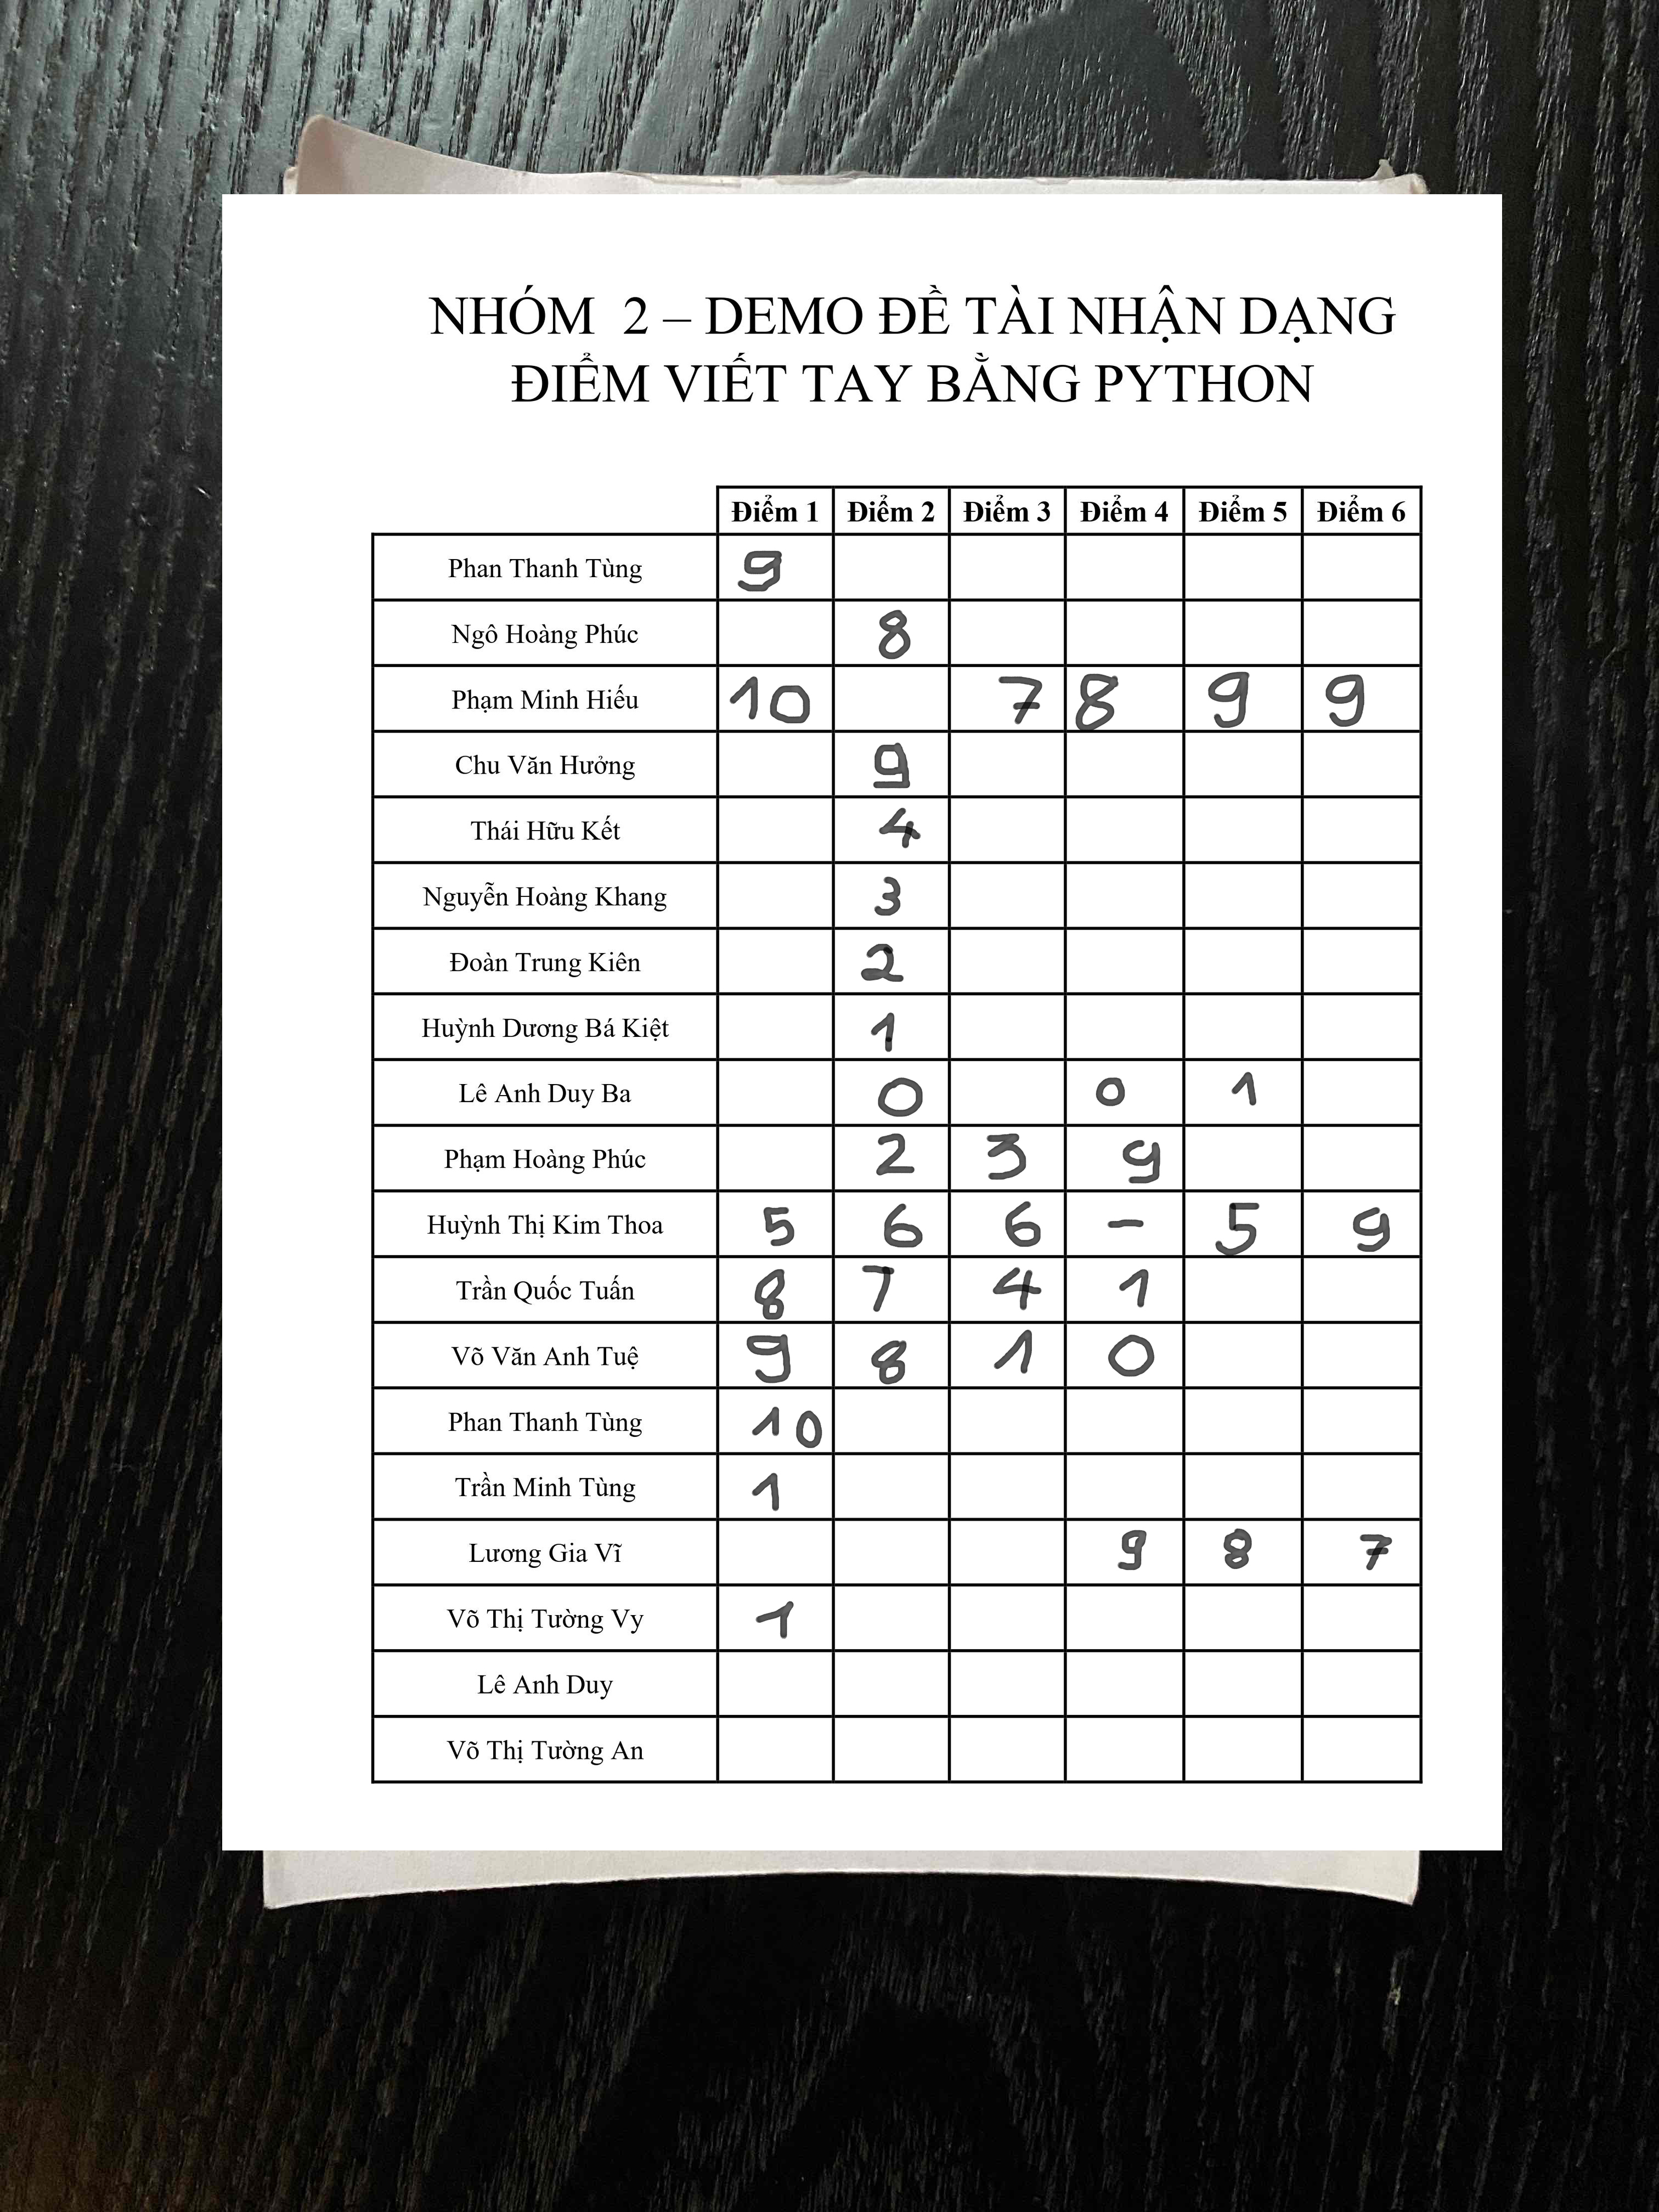 NHÓM 2 – DEMO ĐỀ TÀI NHẬN DẠNG
ĐIỂM VIẾT TAY BẰNG PYTHON
Điểm 1 Điểm 2 Điểm 3 Điểm 4 Điểm 5 Điểm 6
Phan Thanh Tùng 9
Ngô Hoàng Phúc 8
Phạm Minh Hiếu 10 7 8 9 9
Chu Văn Hưởng 9
Thái Hữu Kết 4
Nguyễn Hoàng Khang 3
Đoàn Trung Kiên 2
Huỳnh Dương Bá Kiệt 1
Lê Anh Duy Ba 0 0 1
Phạm Hoàng Phúc 2 3 9
Huỳnh Thị Kim Thoa 5 6 6 – 5 9
Trần Quốc Tuấn 8 7 4 1
Võ Văn Anh Tuệ 9 8 1 0
Phan Thanh Tùng 10
Trần Minh Tùng 1
Lương Gia Vĩ 9 8 7
Võ Thị Tường Vy 1
Lê Anh Duy
Võ Thị Tường An